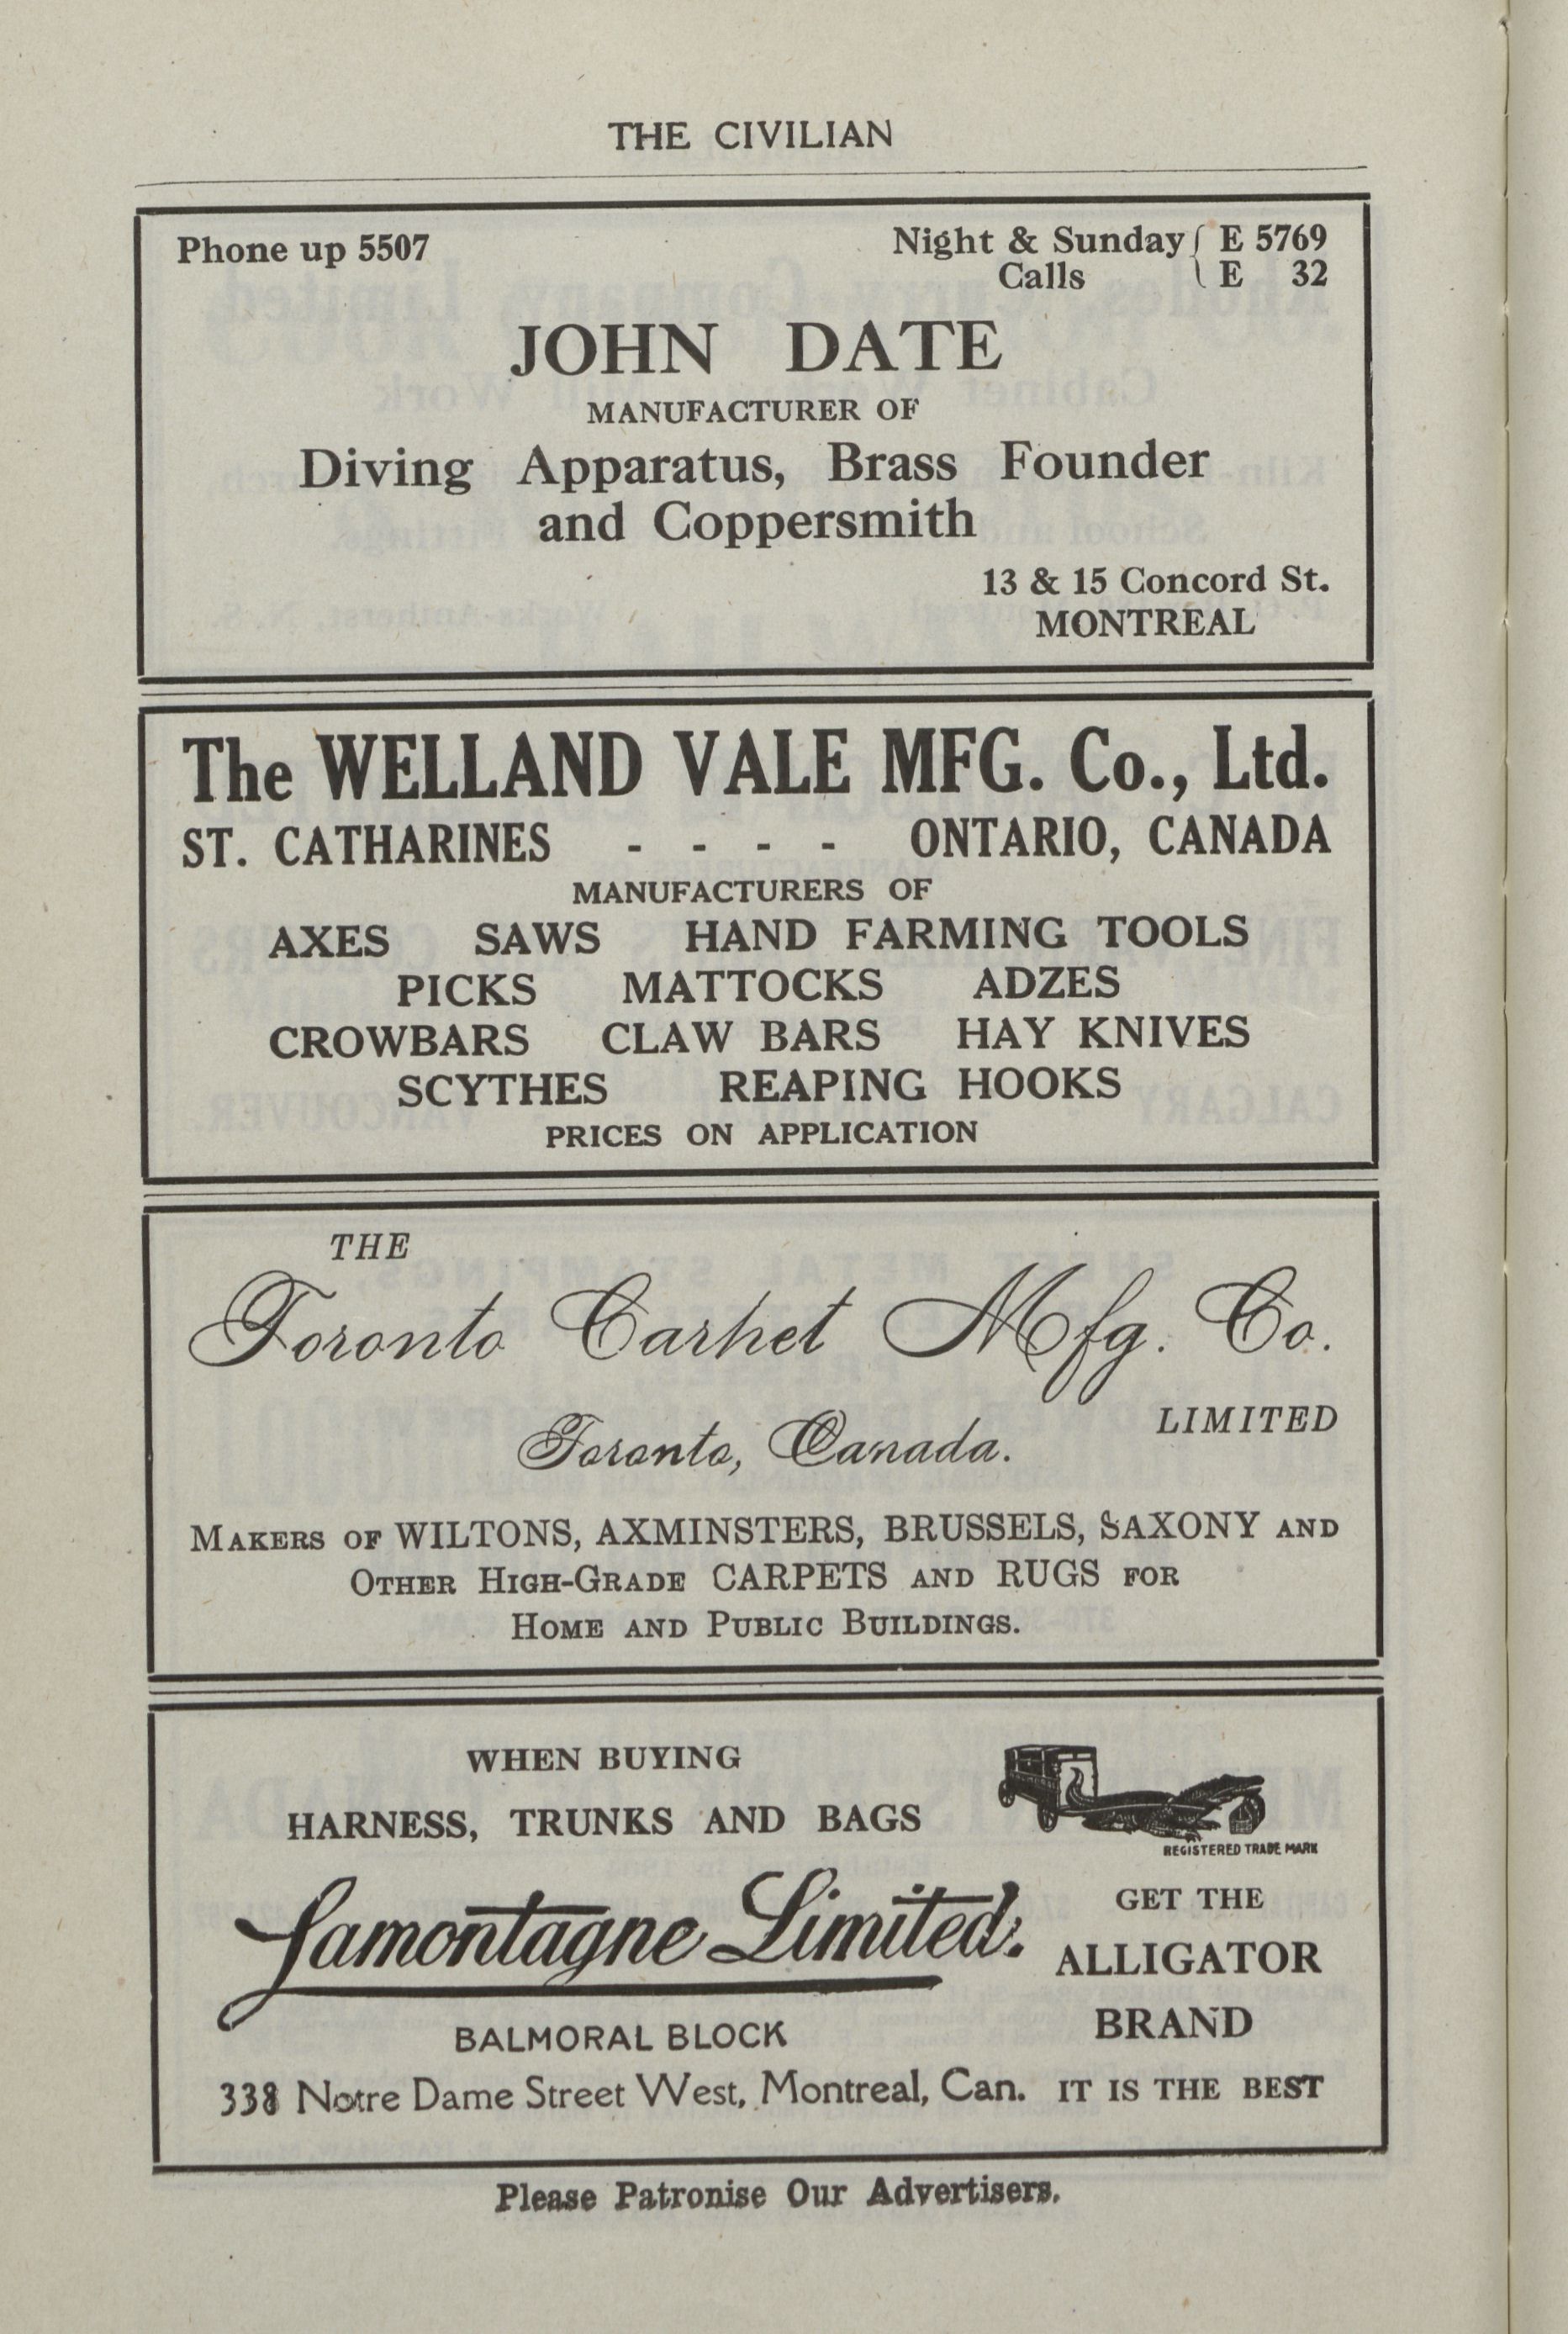 THE CIVILIAN
Phone up 5507
Night & Sunday { E 5769
Calls { E 32
JOHN DATE
MANUFACTURER OF
Diving Apparatus, Brass Founder
and Coppersmith
13 & 15 Concord St.
MONTREAL
The WELLAND VALE MFG. Co., Ltd.
ST. CATHARINES - - - - ONTARIO, CANADA
MANUFACTURERS OF
AXES SAWS HAND FARMING TOOLS
PICKS MATTOCKS ADZES
CROWBARS CLAW BARS HAY KNIVES
SCYTHES REAPING HOOKS
PRICES ON APPLICATION
THE
Toronto Carpet Mfg. Co.
LIMITED
Toronto, Canada.
MAKERS OF WILTONS, AXMINSTERS, BRUSSELS, SAXONY AND
OTHER HIGH-GRADE CARPETS AND RUGS FOR
HOME AND PUBLIC BUILDINGS.
WHEN BUYING
HARNESS, TRUNKS AND BAGS
Lamontagne Limited.
BALMORAL BLOCK
338 Notre Dame Street West, Montreal, Can.
REGISTERED TRADE MARK
GET THE
ALLIGATOR
BRAND
IT IS THE BEST
Please Patronise Our Advertisers.